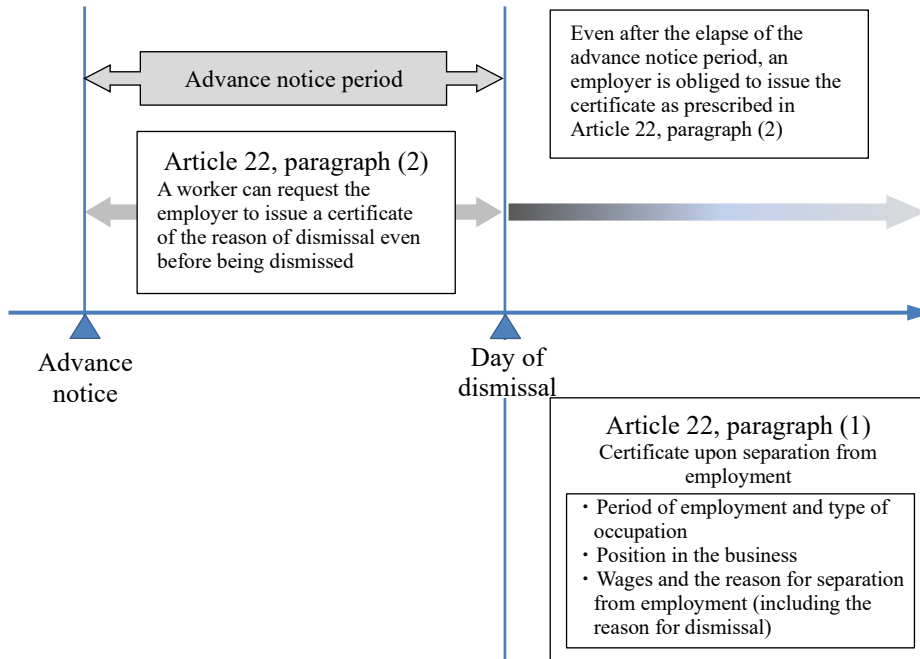 Advance notice period
Even after the elapse of the
advance notice period, an
employer is obliged to issue the
certificate as prescribed in
Article 22, paragraph (2)
Article 22, paragraph (2)
A worker can request the
employer to issue a certificate
of the reason of dismissal even
before being dismissed
Advance
notice
Day of
dismissal
Article 22, paragraph (1)
Certificate upon separation from
employment
・Period of employment and type of
occupation
・Position in the business
・Wages and the reason for separation
from employment (including the
reason for dismissal)